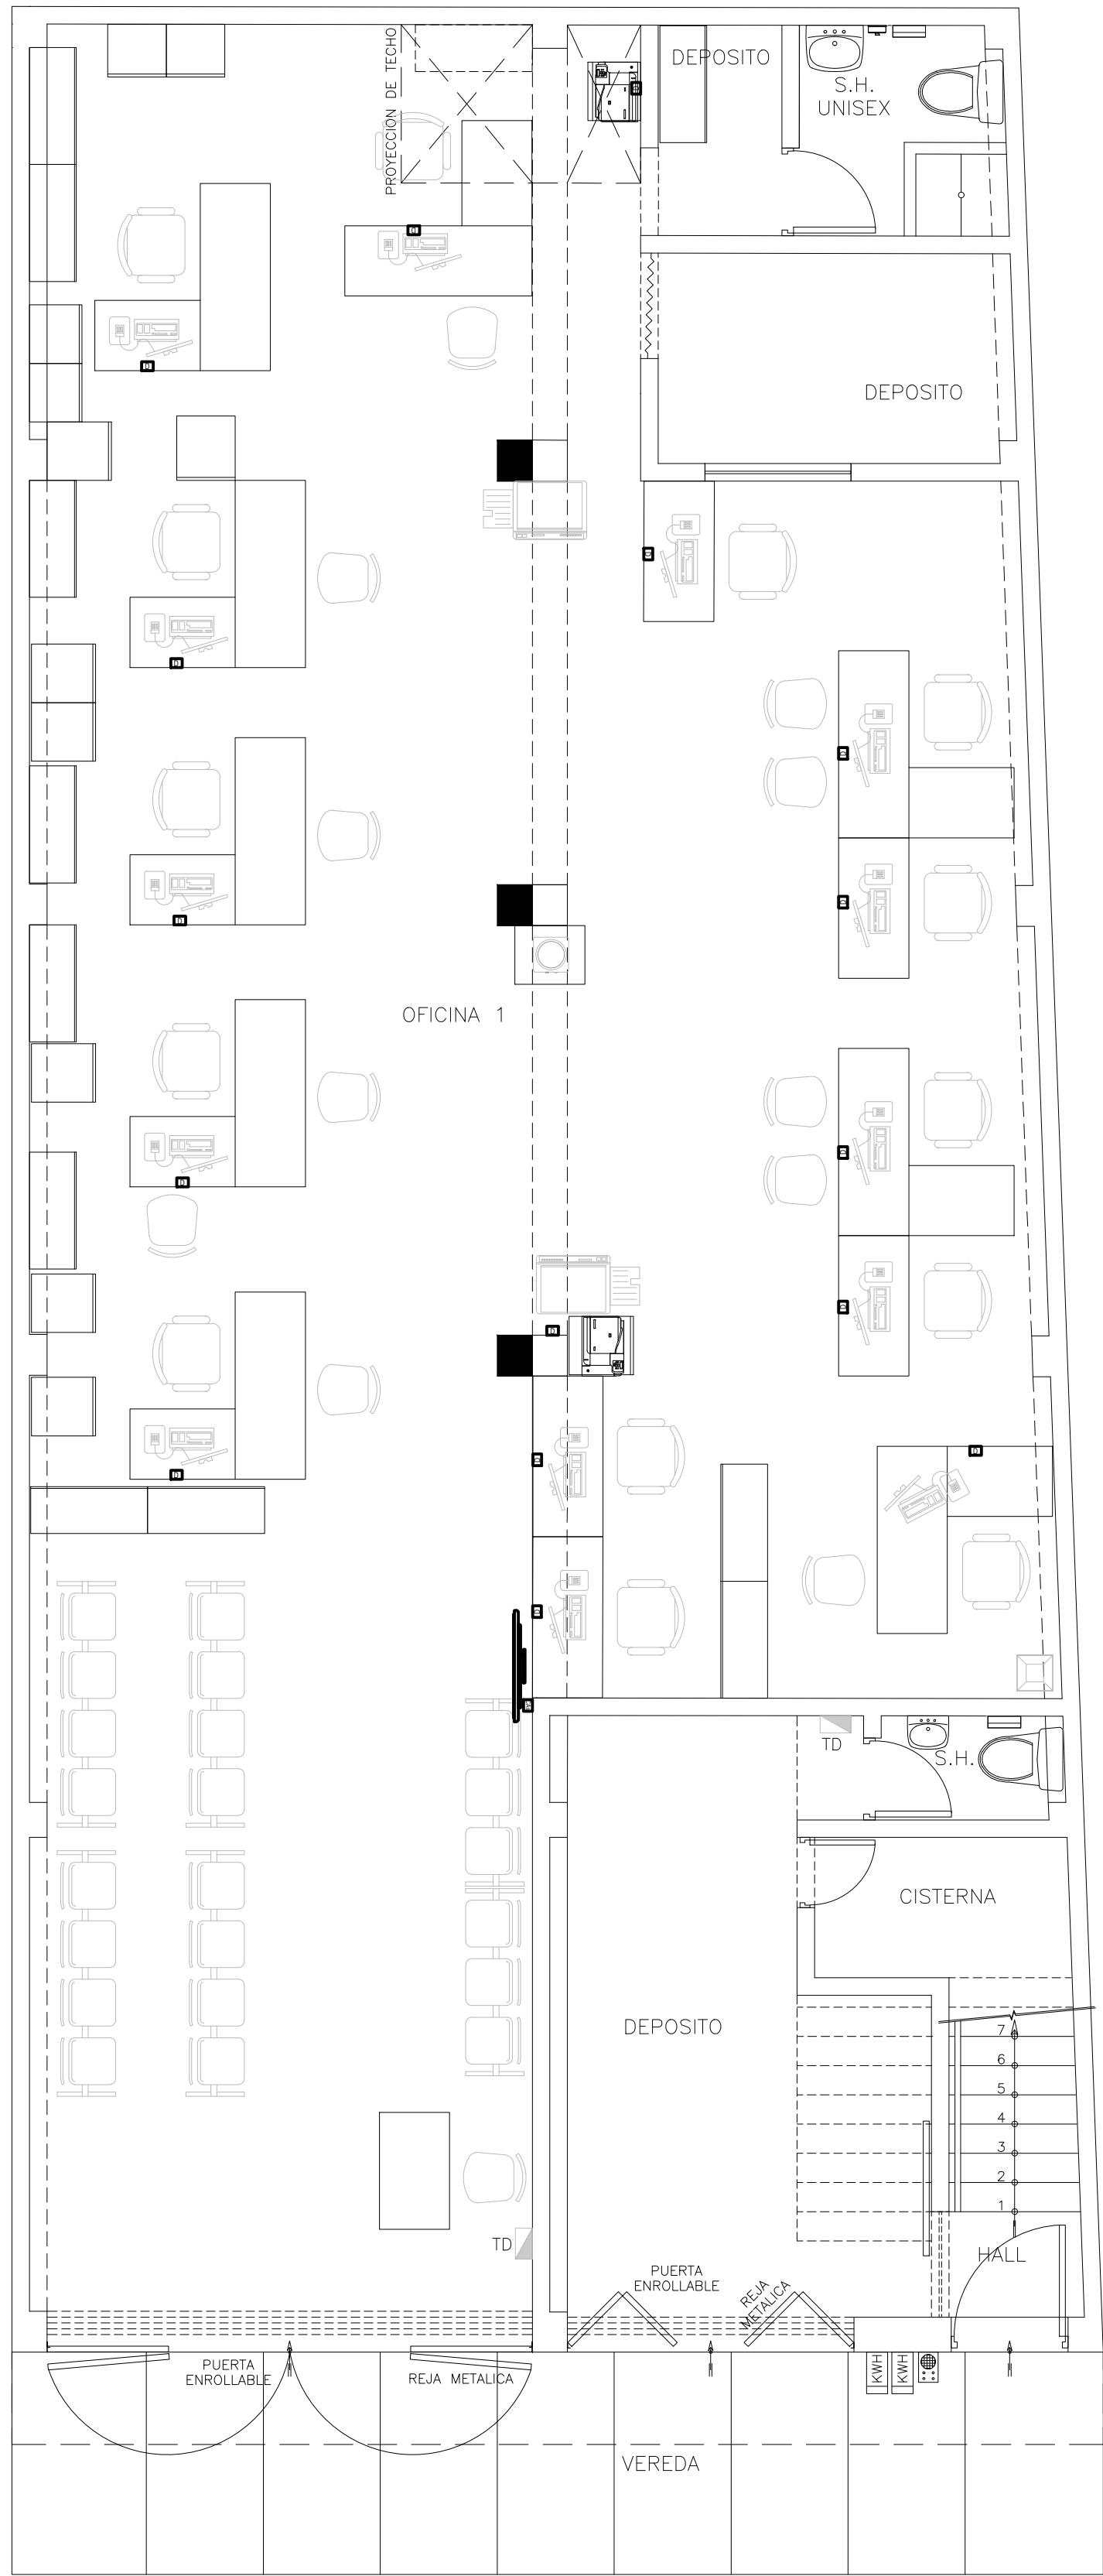 PROYECCION DE TECHO
DEPOSITO
S.H.
UNISEX
DEPOSITO
OFICINA 1
TD
S.H.
CISTERNA
DEPOSITO
7
6
5
4
3
2
1
HALL
TD
PUERTA
ENROLLABLE
REJA
METALICA
PUERTA
ENROLLABLE
REJA METALICA
KWH
KWH
VEREDA